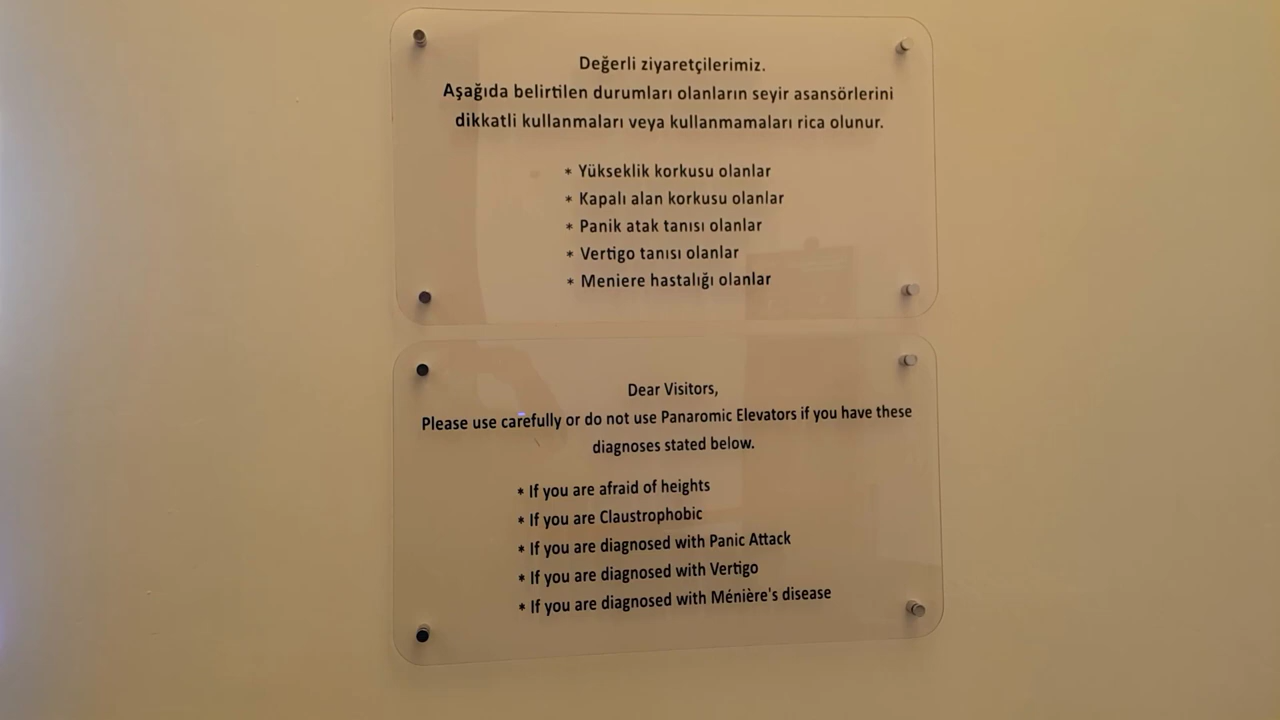 Değerli ziyaretçilerimiz.
Aşağıda belirtilen durumları olanların seyir asansörlerini
dikkatli kullanmaları veya kullanmamaları rica olunur.
* Yükseklik korkusu olanlar
* Kapalı alan korkusu olanlar
* Panik atak tanısı olanlar
* Vertigo tanısı olanlar
* Meniere hastalığı olanlar
Dear Visitors,
Please use carefully or do not use Panaromic Elevators if you have these
diagnoses stated below.
* If you are afraid of heights
* If you are Claustrophobic
* If you are diagnosed with Panic Attack
* If you are diagnosed with Vertigo
* If you are diagnosed with Ménière's disease